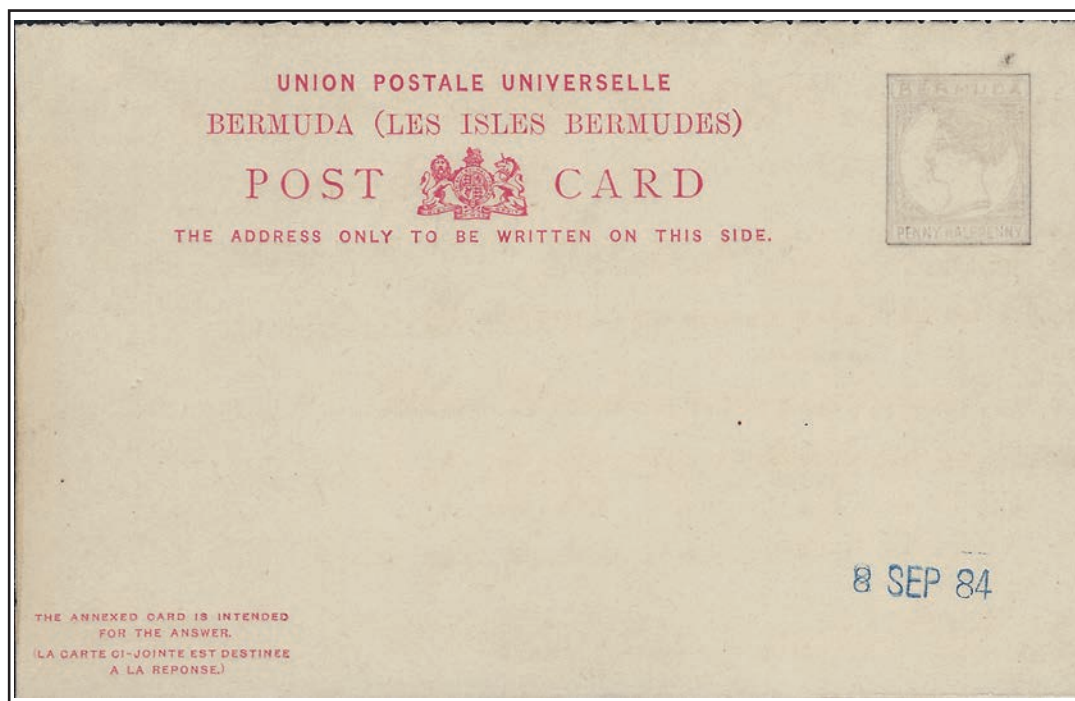 UNION POSTALE UNIVERSELLE
BERMUDA (LES ISLES BERMUDES)
POST CARD
THE ADDRESS ONLY TO BE WRITTEN ON THIS SIDE.
BERMUDA
PENNY HALFPENNY
8 SEP 84
THE ANNEXED CARD IS INTENDED
FOR THE ANSWER.
(LA CARTE CI-JOINTE EST DESTINEE
A LA REPONSE.)